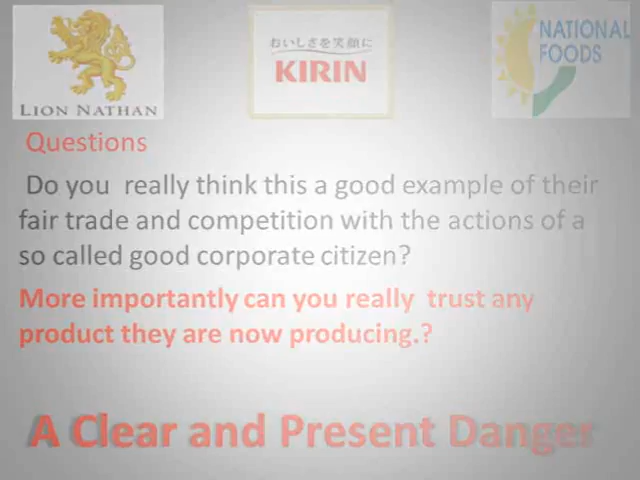 LION NATHAN
おいしさを笑顔に
KIRIN
NATIONAL
FOODS
Questions
Do you really think this a good example of their
fair trade and competition with the actions of a
so called good corporate citizen?
More importantly can you really trust any
product they are now producing.?
A Clear and Present Danger